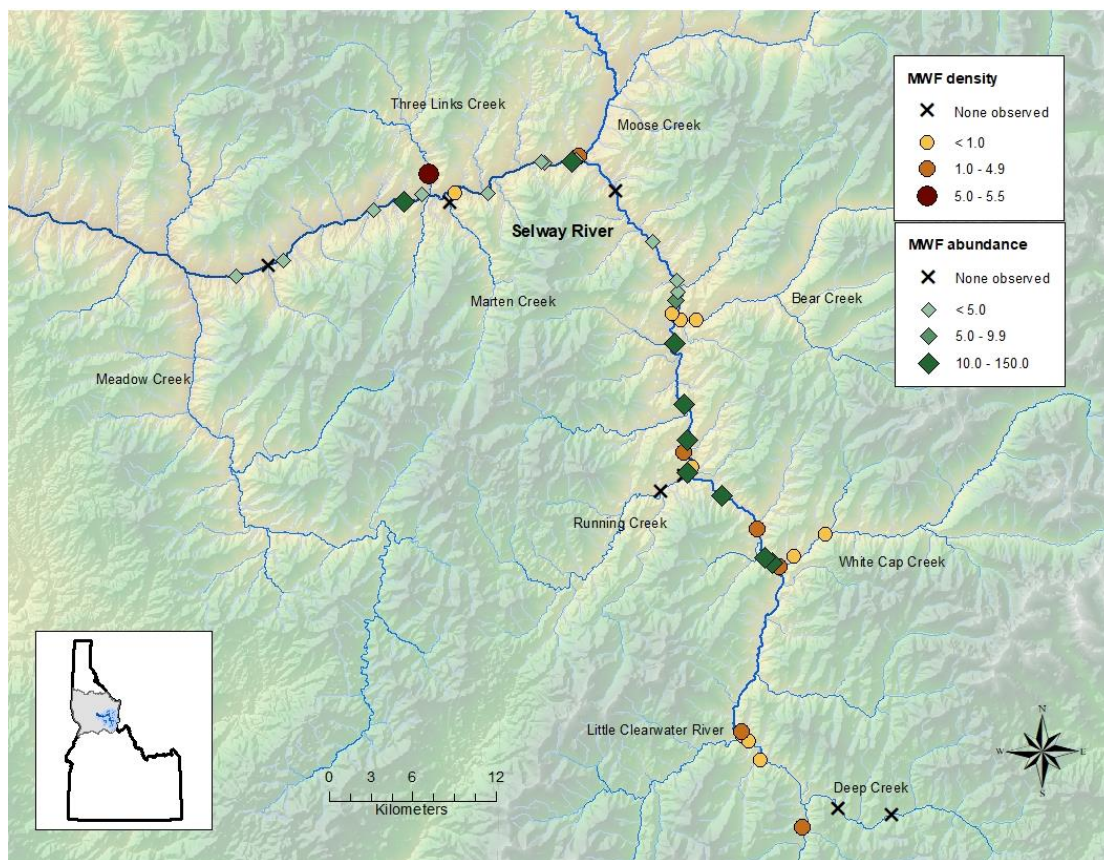 MWF density
None observed
< 1.0
1.0 - 4.9
5.0 - 5.5
MWF abundance
None observed
< 5.0
5.0 - 9.9
10.0 - 150.0
Three Links Creek
Moose Creek
Selway River
Marten Creek
Bear Creek
Meadow Creek
Running Creek
White Cap Creek
Little Clearwater River
Deep Creek
0 3 6 12
Kilometers
N
W E
S